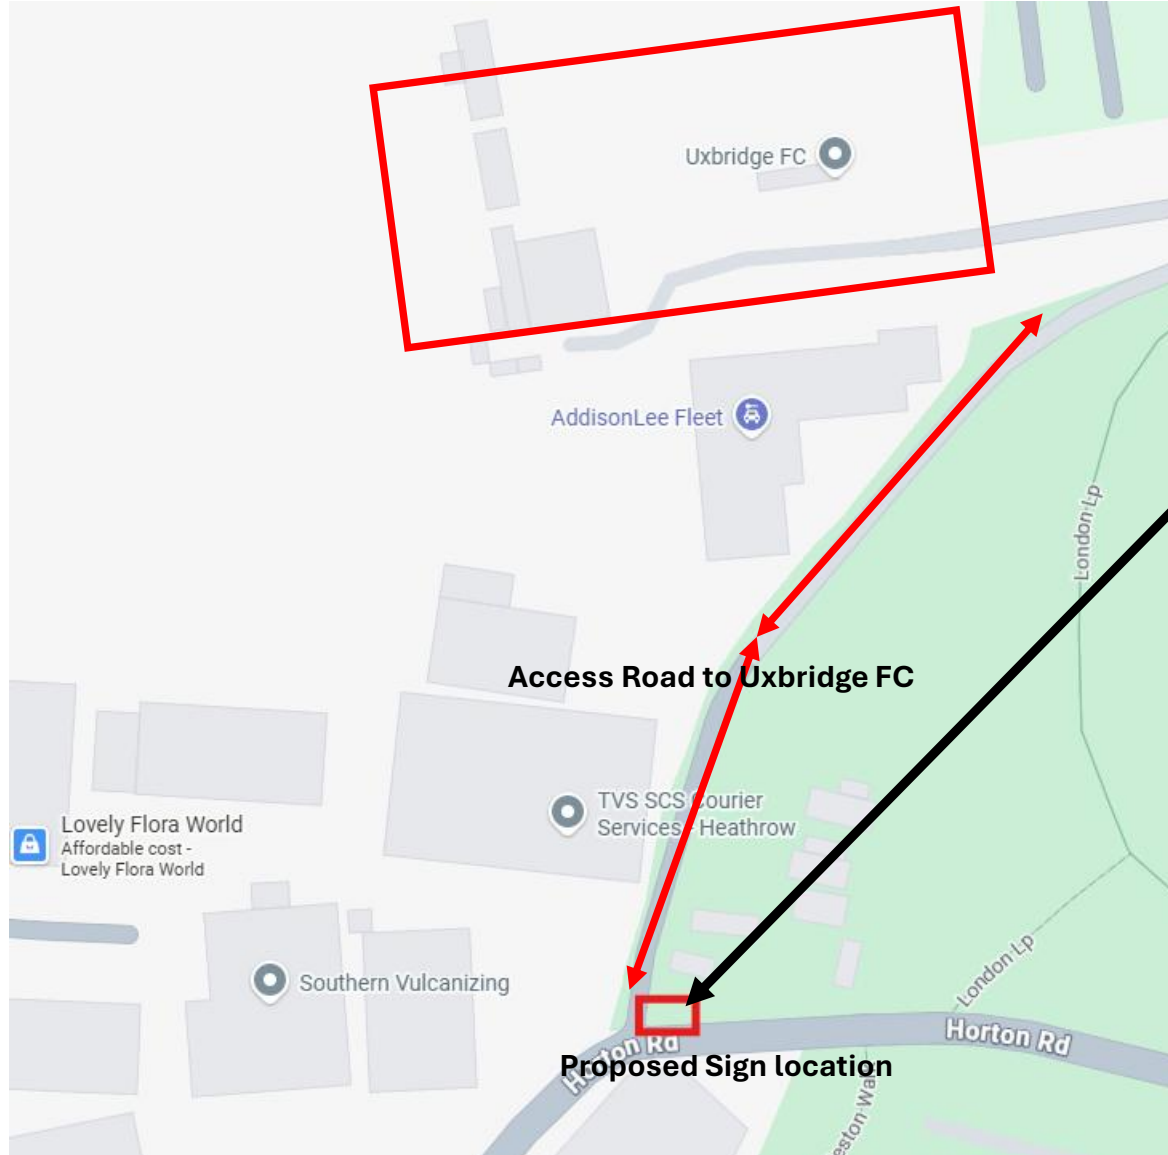 Uxbridge FC
AddisonLee Fleet
London Lp
Access Road to Uxbridge FC
TVS SCS Courier
Services - Heathrow
Lovely Flora World
Affordable cost -
Lovely Flora World
Southern Vulcanizing
London Lp
Horton Rd
Horton Rd
Proposed Sign location